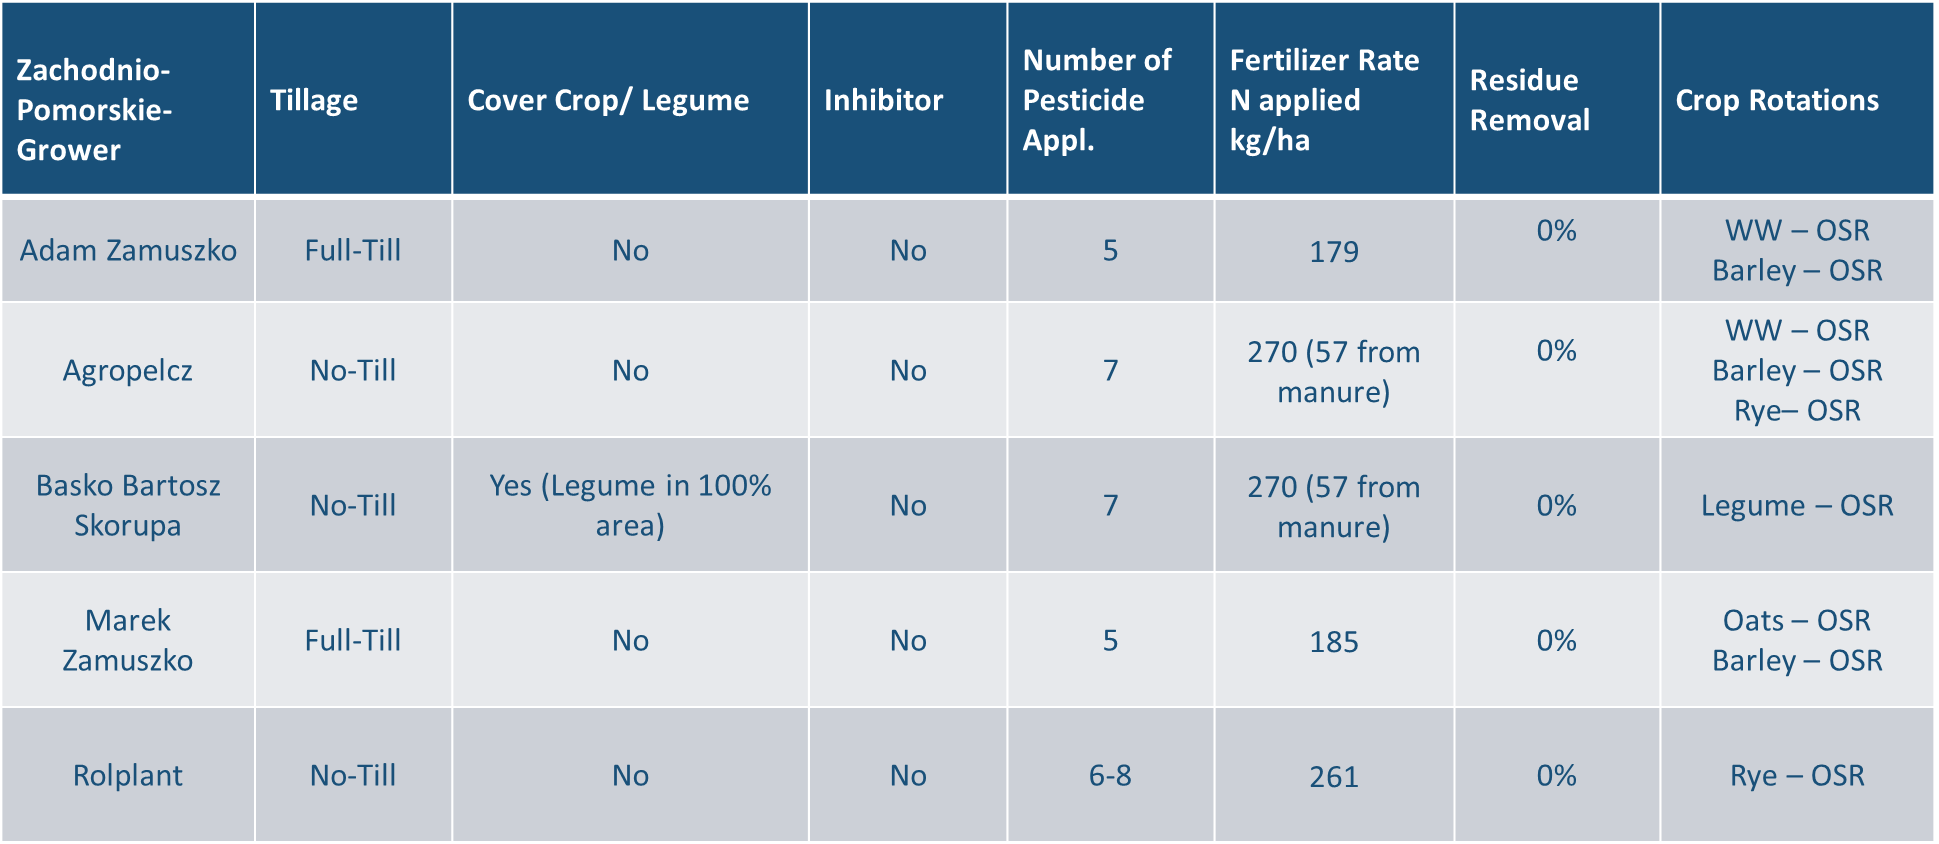 Zachodnio-
Pomorskie-
Grower
Tillage
Cover Crop/ Legume
Inhibitor
Number of
Pesticide
Appl.
Fertilizer Rate
N applied
kg/ha
Residue
Removal
Crop Rotations
Adam Zamuszko
Full-Till
No
No
5
179
0%
WW – OSR
Barley – OSR
Agropelcz
No-Till
No
No
7
270 (57 from
manure)
0%
WW – OSR
Barley – OSR
Rye– OSR
Basko Bartosz
Skorupa
No-Till
Yes (Legume in 100%
area)
No
7
270 (57 from
manure)
0%
Legume – OSR
Marek
Zamuszko
Full-Till
No
No
5
185
0%
Oats – OSR
Barley – OSR
Rolplant
No-Till
No
No
6-8
261
0%
Rye – OSR